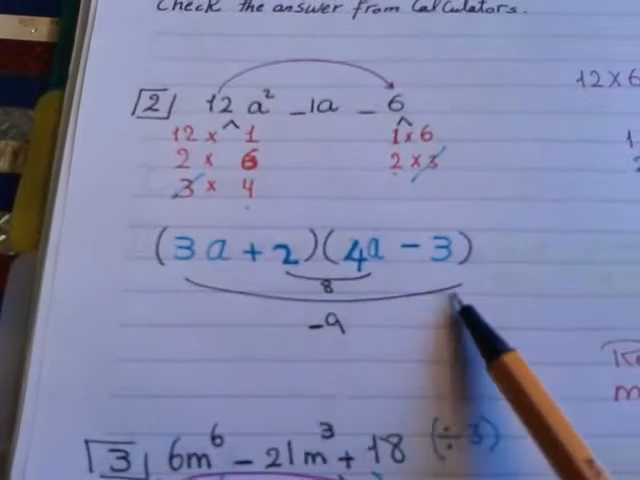 Check the answer from Calculators.
12 × 6
2 12 a² - 1a - 6
12 × 1 1 × 6
2 × 6 2 × 3
3 × 4
(3a + 2)(4a - 3)
8
-9
3 6m⁶ - 21m³ + 18 (÷ 3)